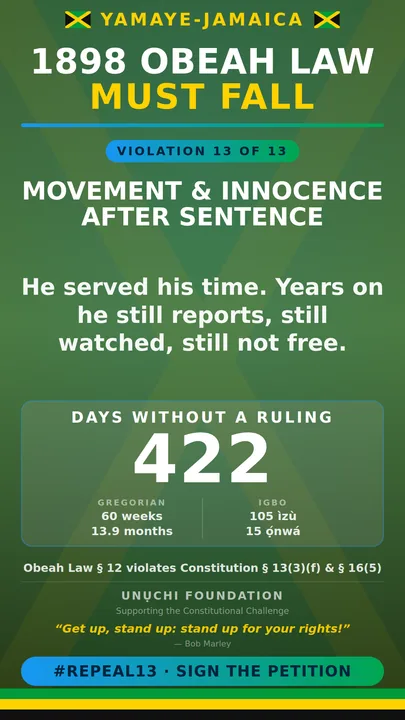 YAMAYE-JAMAICA
1898 OBEAH LAW
MUST FALL
VIOLATION 13 OF 13
MOVEMENT & INNOCENCE
AFTER SENTENCE
He served his time. Years on
he still reports, still
watched, still not free.
DAYS WITHOUT A RULING
422
GREGORIAN
60 weeks
13.9 months
IGBO
105 ìzù
15 ọ́nwá
Obeah Law § 12 violates Constitution § 13(3)(f) & § 16(5)
UNỤCHI FOUNDATION
Supporting the Constitutional Challenge
“Get up, stand up: stand up for your rights!”
— Bob Marley
#REPEAL13 · SIGN THE PETITION